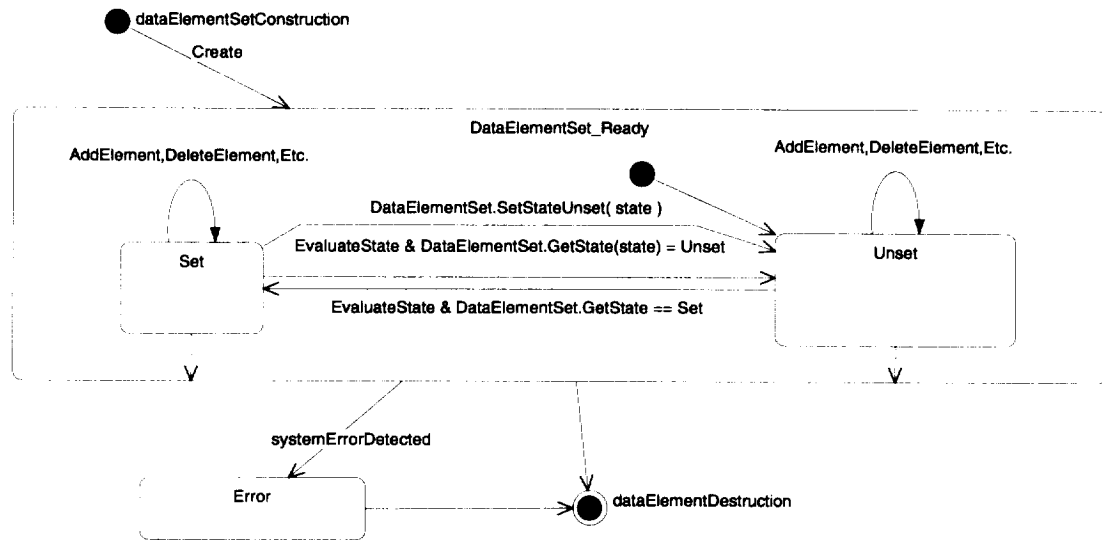 dataElementSetConstruction
Create
DataElementSet_Ready
AddElement,DeleteElement,Etc.
AddElement,DeleteElement,Etc.
DataElementSet.SetStateUnset( state )
EvaluateState & DataElementSet.GetState(state) = Unset
Set
Unset
EvaluateState & DataElementSet.GetState == Set
systemErrorDetected
Error
dataElementDestruction